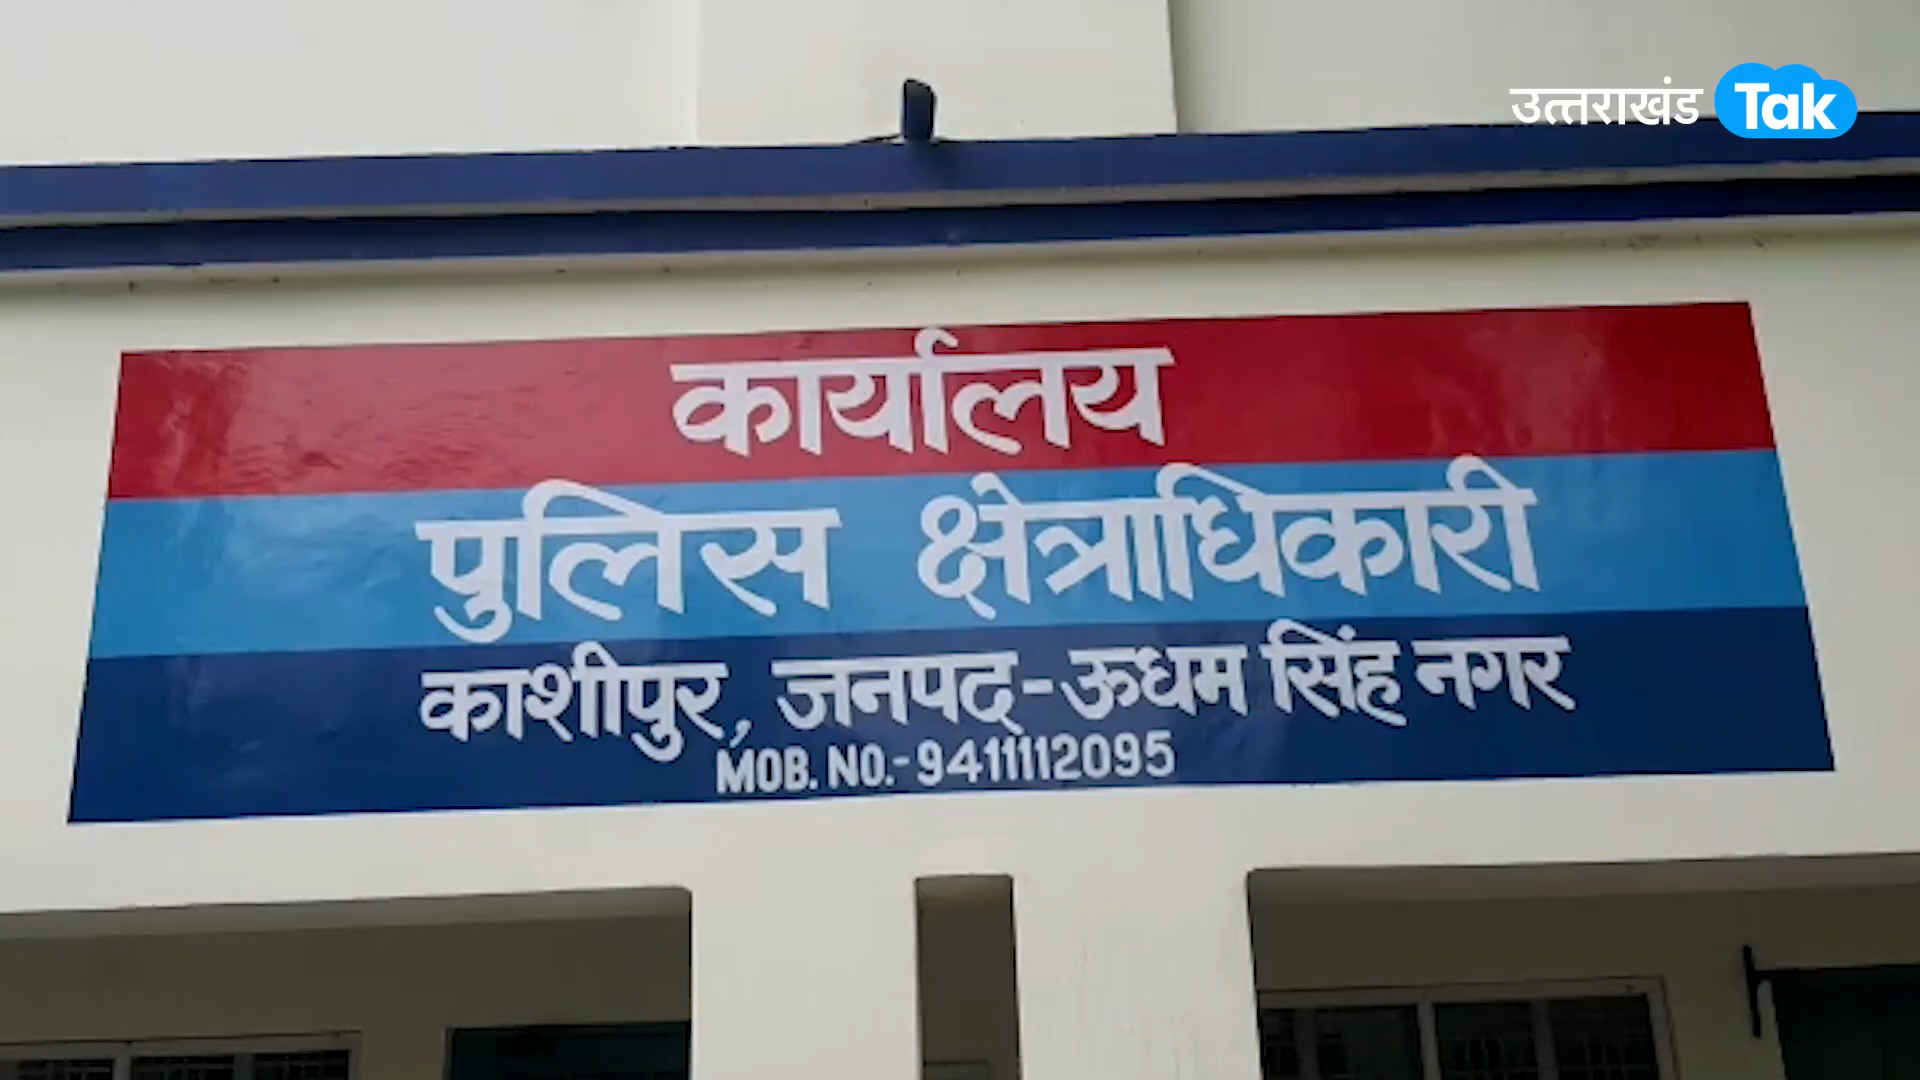 उत्तराखंड Tak
कार्यालय
पुलिस क्षेत्राधिकारी
काशीपुर, जनपद-ऊधम सिंह नगर
MOB. NO.-9411112095